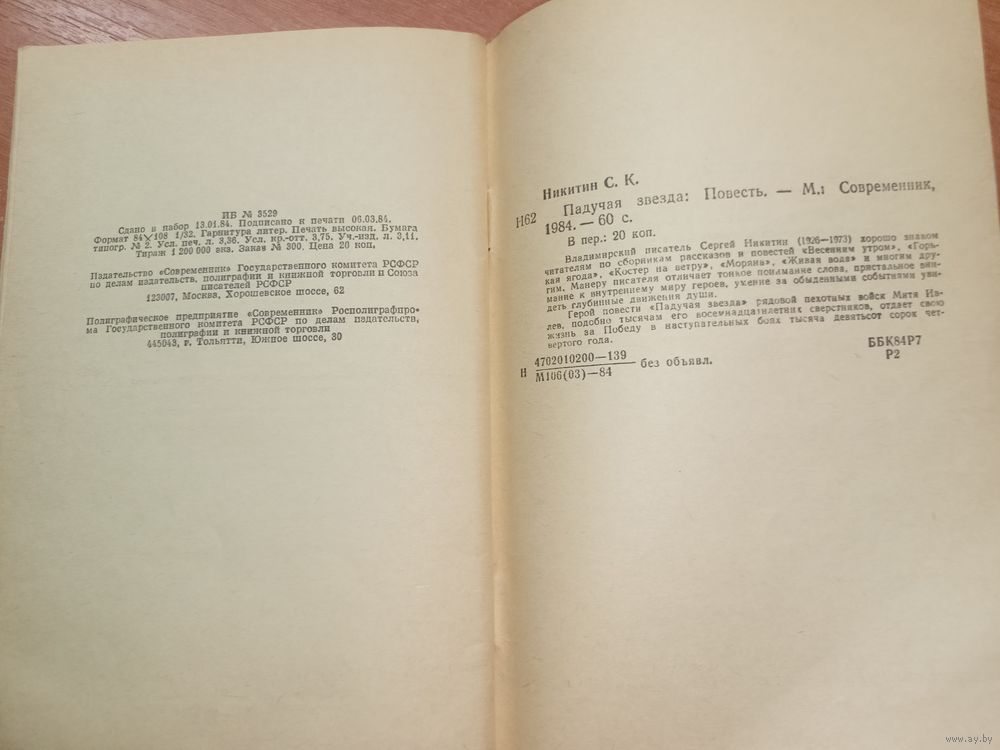 ИБ № 3529
Сдано в набор 13.01.84. Подписано к печати 06.03.84.
Формат 84×108 1/32. Гарнитура литер. Печать высокая. Бумага
типогр. № 2. Усл. печ. л. 3,36. Усл. кр.-отт. 3,75. Уч.-изд. л. 3,11.
Тираж 1 200 000 экз. Заказ № 300. Цена 20 коп.
Издательство «Современник» Государственного комитета РСФСР
по делам издательств, полиграфии и книжной торговли и Союза
писателей РСФСР
123007, Москва, Хорошевское шоссе, 62
Полиграфическое предприятие «Современник» Росполиграфпро-
ма Государственного комитета РСФСР по делам издательств,
полиграфии и книжной торговли
445043, г. Тольятти, Южное шоссе, 30
Никитин С. К.
Н62 Падучая звезда: Повесть. — М.: Современник,
1984. — 60 с.
В пер.: 20 коп.
Владимирский писатель Сергей Никитин (1926—1973) хорошо знаком
читателям по сборникам рассказов и повестей «Весенним утром», «Горь-
кая ягода», «Костер на ветру», «Моряна», «Живая вода» и многим дру-
гим. Манеру писателя отличает тонкое понимание слова, пристальное вни-
мание к внутреннему миру героев, умение за обыденными событиями уви-
деть глубинные движения души.
Герой повести «Падучая звезда» рядовой пехотных войск Митя Ив-
лев, подобно тысячам его восемнадцатилетних сверстников, отдает свою
жизнь за Победу в наступательных боях тысяча девятьсот сорок чет-
вертого года.
Н 4702010200—139
М106(03)—84 без объявл.
ББК84Р7
Р2
www.ay.by